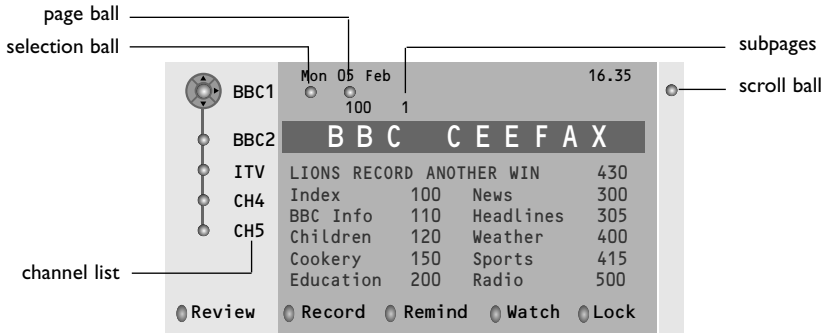 page ball
selection ball
subpages
scroll ball
channel list
Mon 05 Feb 16.35
BBC1
100 1
BBC2
BBC CEEFAX
ITV
LIONS RECORD ANOTHER WIN 430
CH4
Index 100 News 300
BBC Info 110 Headlines 305
CH5
Children 120 Weather 400
Cookery 150 Sports 415
Education 200 Radio 500
Review Record Remind Watch Lock